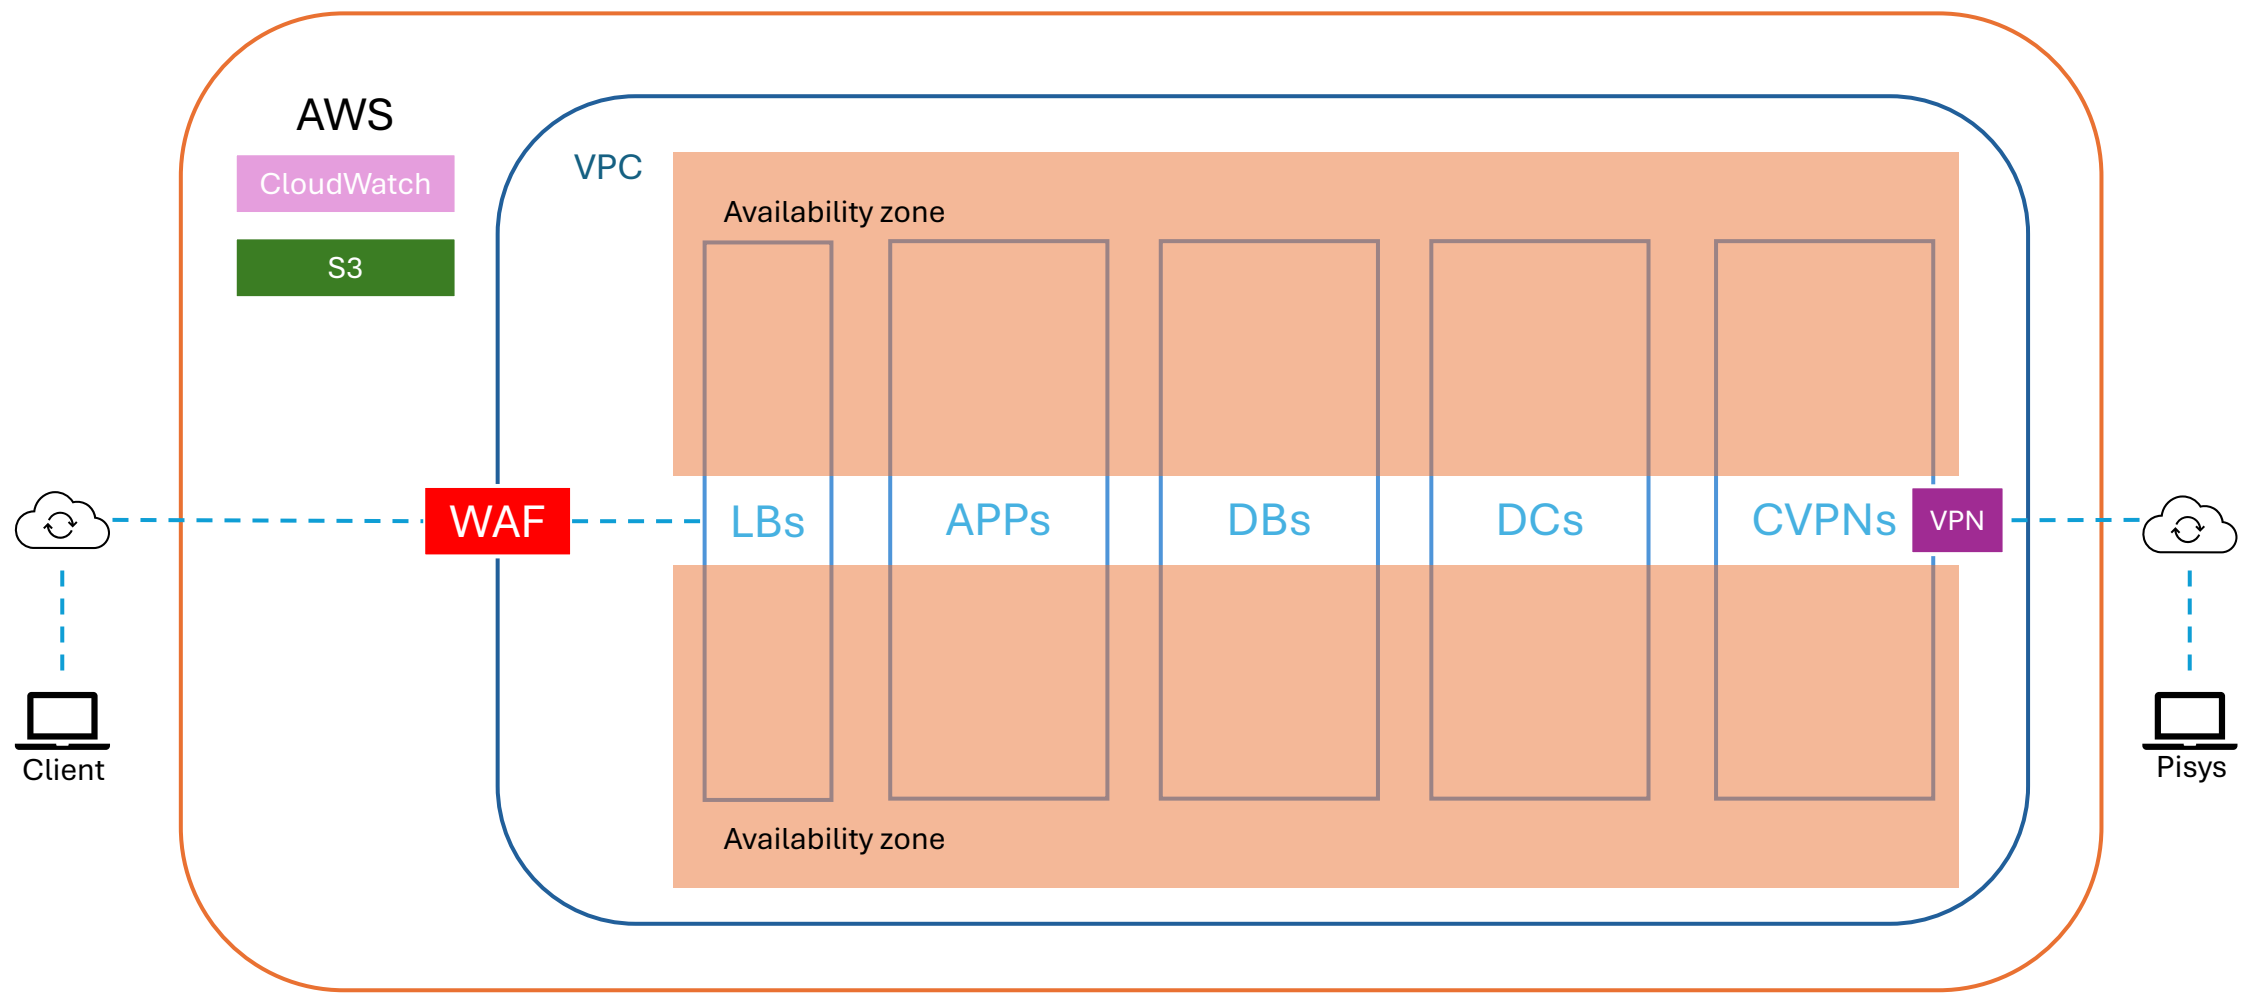 AWS
CloudWatch
S3
VPC
Availability zone
WAF
LBs
APPs
DBs
DCs
CVPNs
VPN
Client
Pisys
Availability zone